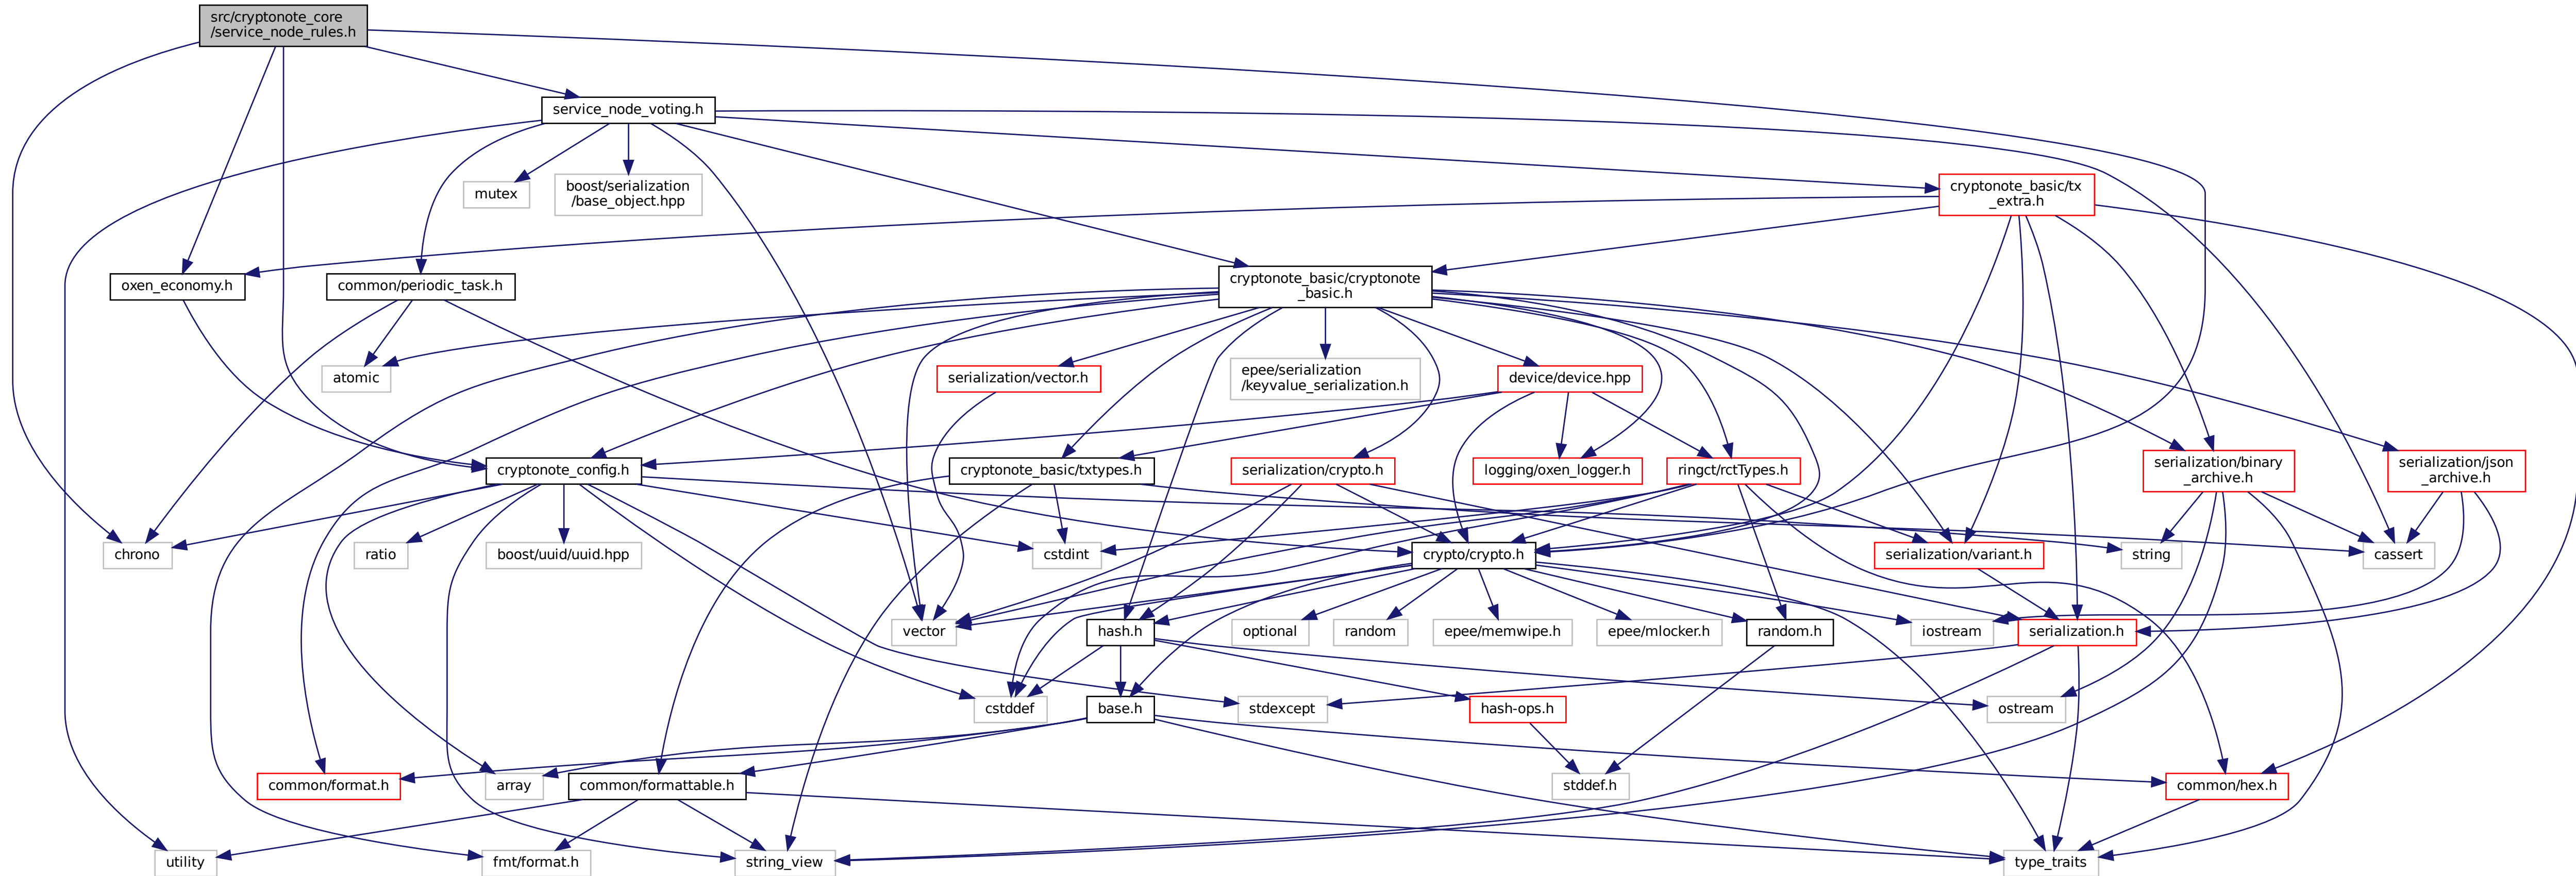 src/cryptonote_core
/service_node_rules.h
service_node_voting.h
mutex
boost/serialization
/base_object.hpp
cryptonote_basic/tx
_extra.h
oxen_economy.h
common/periodic_task.h
cryptonote_basic/cryptonote
_basic.h
atomic
serialization/vector.h
epee/serialization
/keyvalue_serialization.h
device/device.hpp
cryptonote_config.h
cryptonote_basic/txtypes.h
serialization/crypto.h
logging/oxen_logger.h
ringct/rctTypes.h
serialization/binary
_archive.h
serialization/json
_archive.h
chrono
ratio
boost/uuid/uuid.hpp
cstdint
crypto/crypto.h
serialization/variant.h
string
cassert
vector
hash.h
optional
random
epee/memwipe.h
epee/mlocker.h
random.h
iostream
serialization.h
cstddef
base.h
stdexcept
hash-ops.h
ostream
common/format.h
array
common/formattable.h
stddef.h
common/hex.h
utility
fmt/format.h
string_view
type_traits